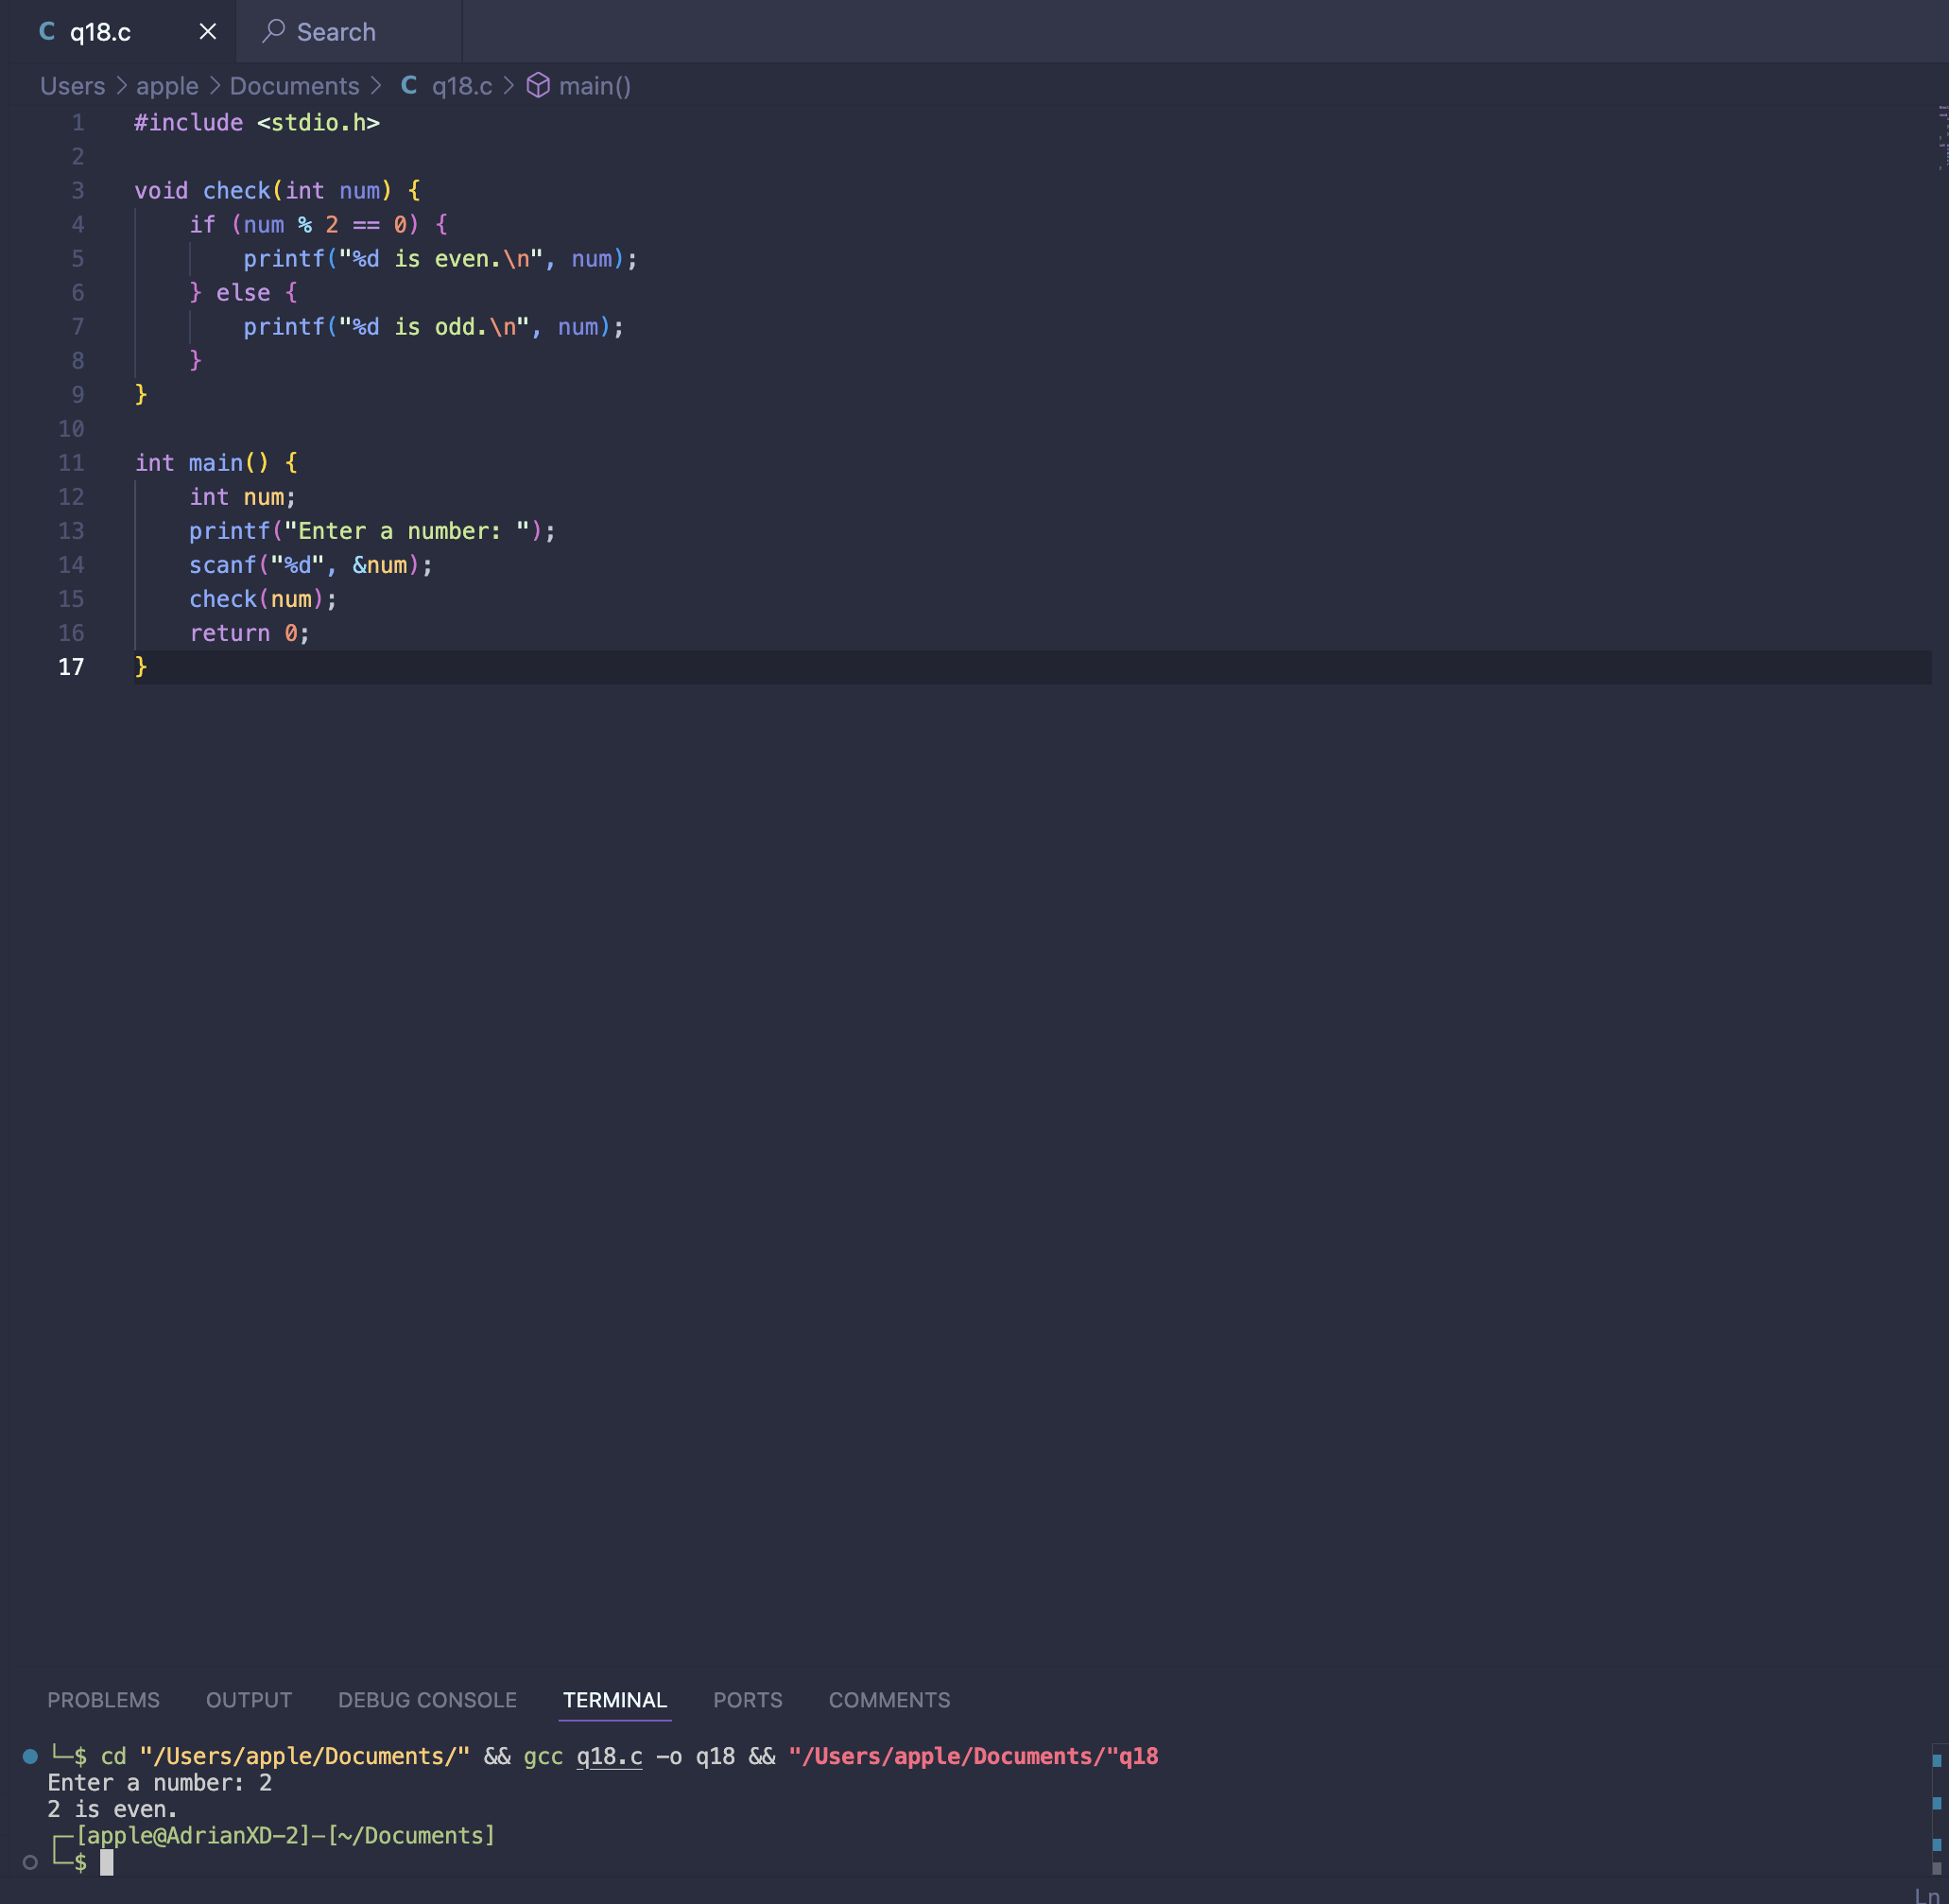 C q18.c × Search
Users > apple > Documents > C q18.c > main()
1 #include <stdio.h>
2
3 void check(int num) {
4     if (num % 2 == 0) {
5         printf("%d is even.\n", num);
6     } else {
7         printf("%d is odd.\n", num);
8     }
9 }
10
11 int main() {
12     int num;
13     printf("Enter a number: ");
14     scanf("%d", &num);
15     check(num);
16     return 0;
17 }
PROBLEMS OUTPUT DEBUG CONSOLE TERMINAL PORTS COMMENTS
└─$ cd "/Users/apple/Documents/" && gcc q18.c -o q18 && "/Users/apple/Documents/"q18
Enter a number: 2
2 is even.
┌─[apple@AdrianXD-2]-[~/Documents]
└─$
Ln